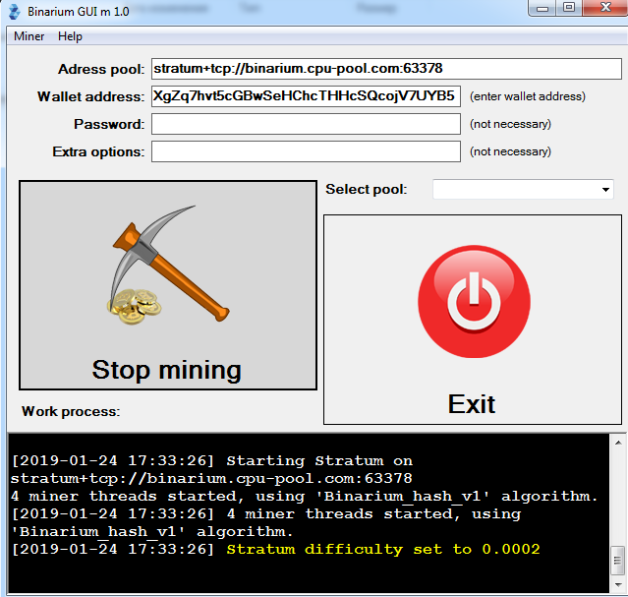 Binarium GUI m 1.0
Miner Help
Adress pool: stratum+tcp://binarium.cpu-pool.com:63378
Wallet address: XgZq7hvt5cGBwSeHChcTHHcSQcojV7UYB5 (enter wallet address)
Password: (not necessary)
Extra options: (not necessary)
Select pool:
Stop mining
Exit
Work process:
[2019-01-24 17:33:26] Starting Stratum on
stratum+tcp://binarium.cpu-pool.com:63378
4 miner threads started, using 'Binarium_hash_v1' algorithm.
[2019-01-24 17:33:26] 4 miner threads started, using
'Binarium_hash_v1' algorithm.
[2019-01-24 17:33:26] Stratum difficulty set to 0.0002